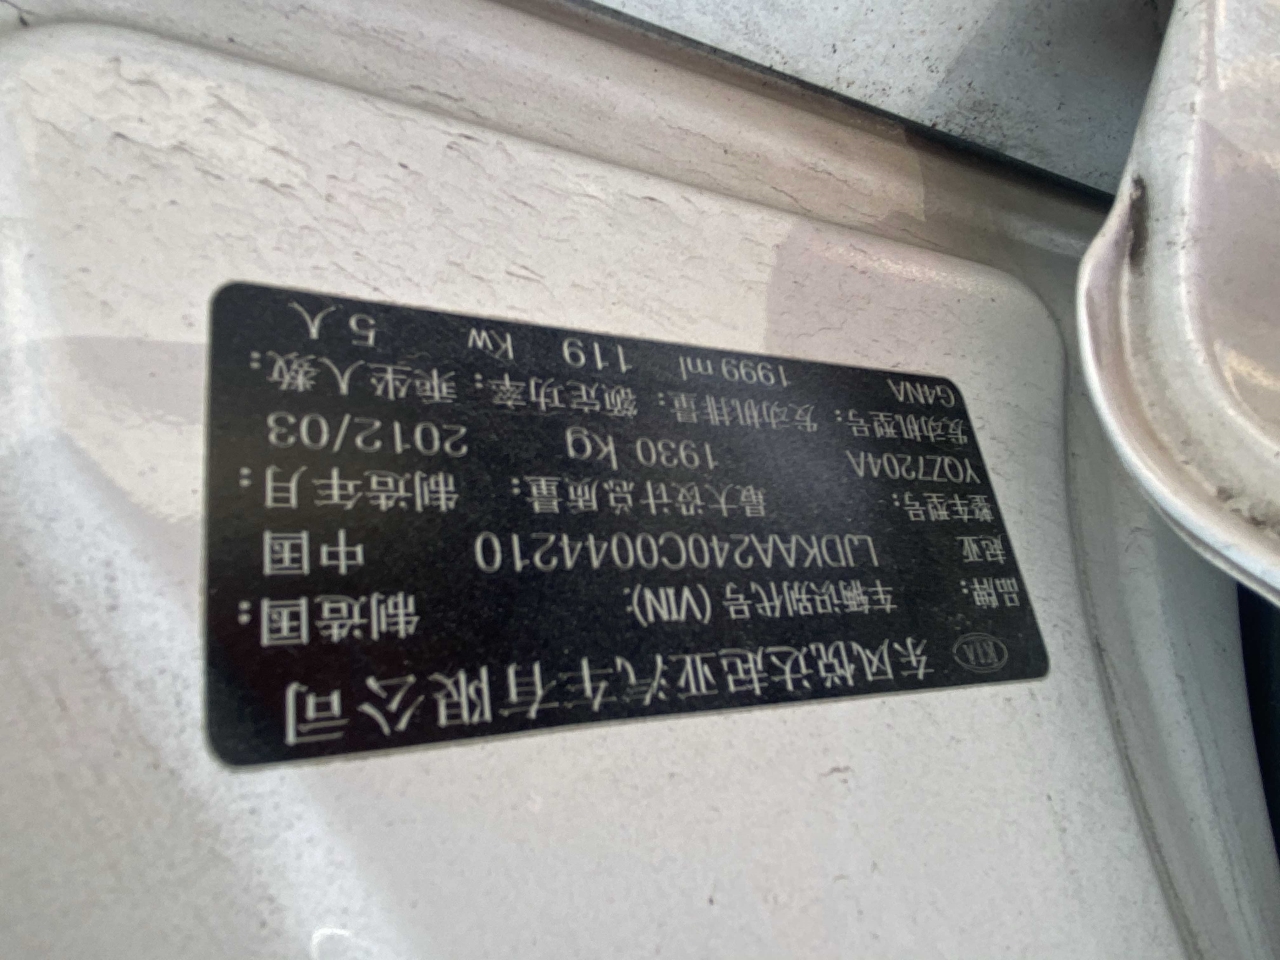 KIA 东风悦达起亚汽车有限公司
品牌: 车辆识别代号 (VIN): 制造国:
起亚 LJDKAA240C0044210 中国
整车型号: 最大设计总质量: 制造年月:
YQZ7204A 1930 Kg 2012/03
发动机型号: 发动机排量: 额定功率: 乘坐人数:
G4NA 1999 ml 119 Kw 5 人